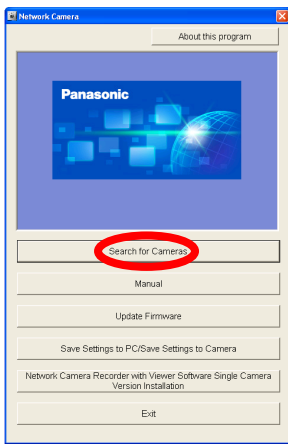 Network Camera
About this program
Panasonic
Search for Cameras
Manual
Update Firmware
Save Settings to PC/Save Settings to Camera
Network Camera Recorder with Viewer Software Single Camera
Version Installation
Exit